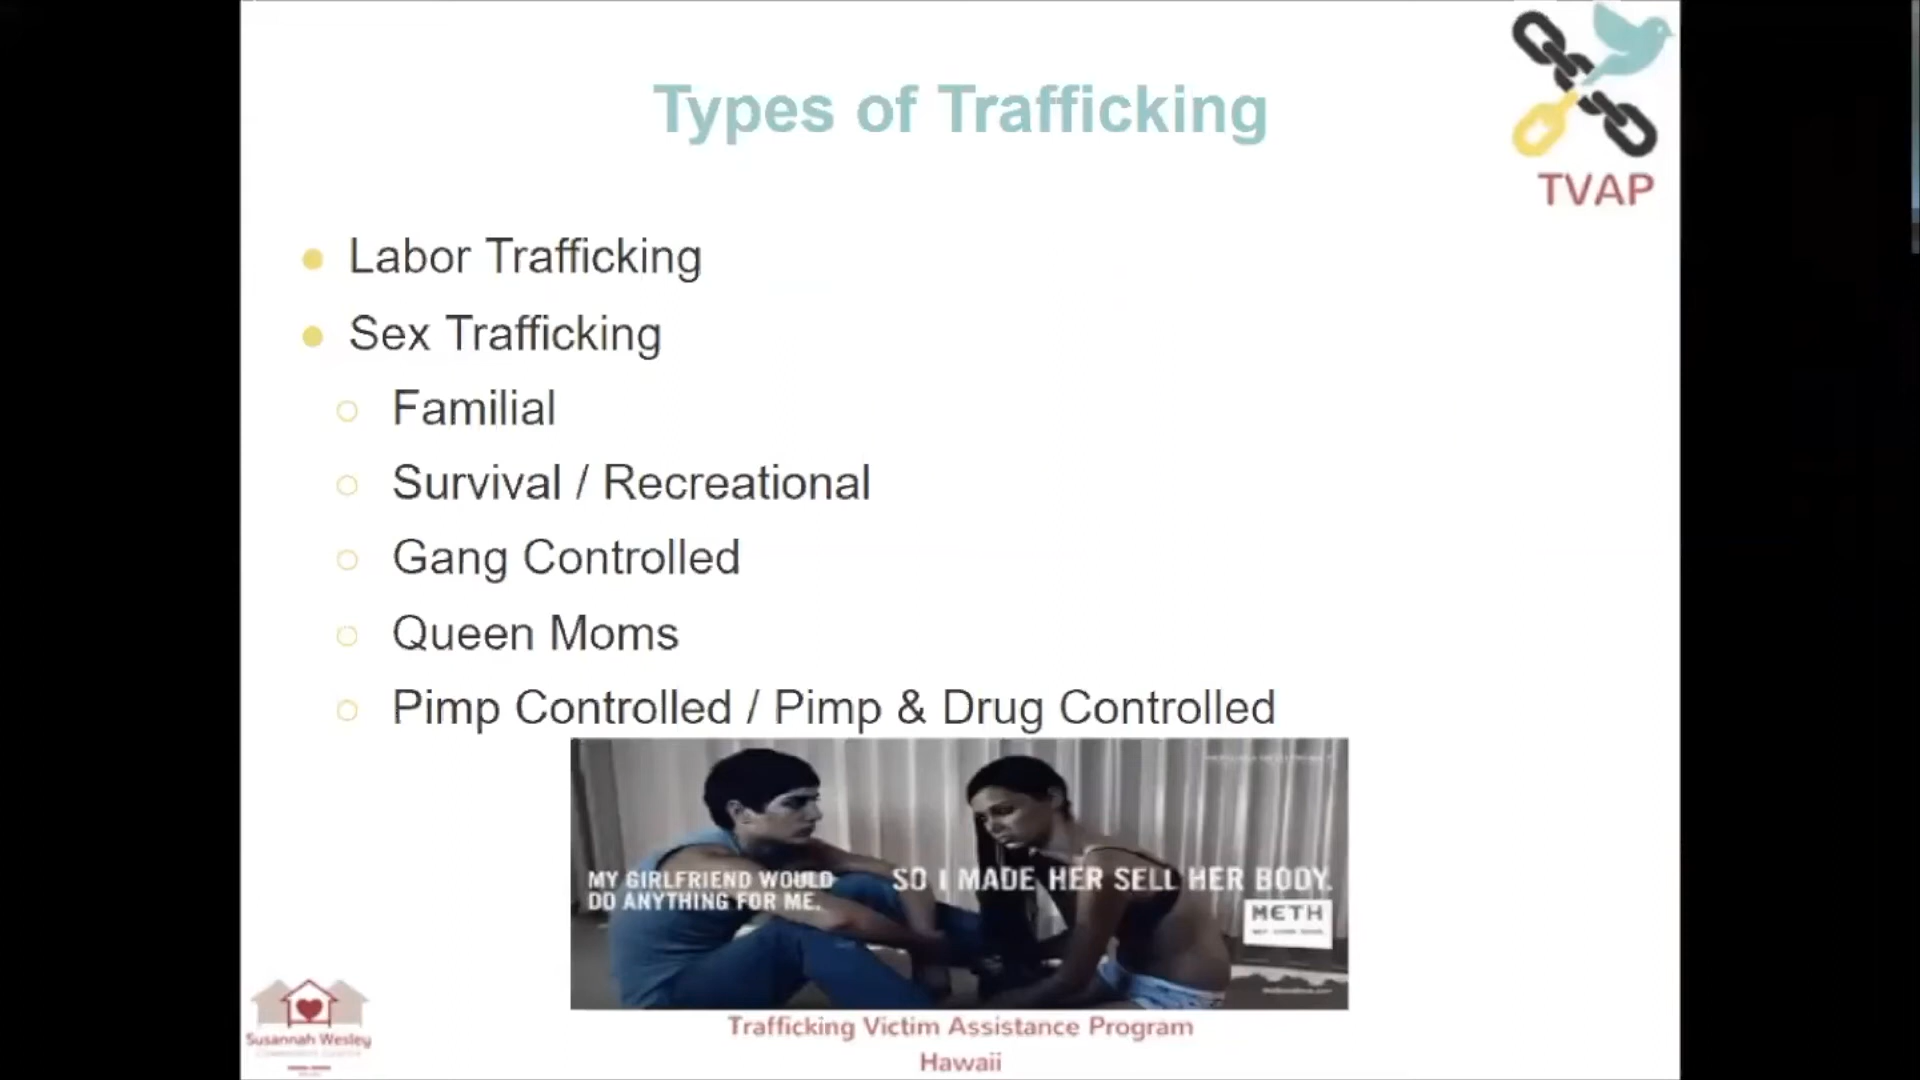 Types of Trafficking
TVAP
Labor Trafficking
Sex Trafficking
Familial
Survival / Recreational
Gang Controlled
Queen Moms
Pimp Controlled / Pimp & Drug Controlled
MY GIRLFRIEND WOULD
DO ANYTHING FOR ME.
SO I MADE HER SELL HER BODY.
METH
Susannah Wesley
Trafficking Victim Assistance Program
Hawaii